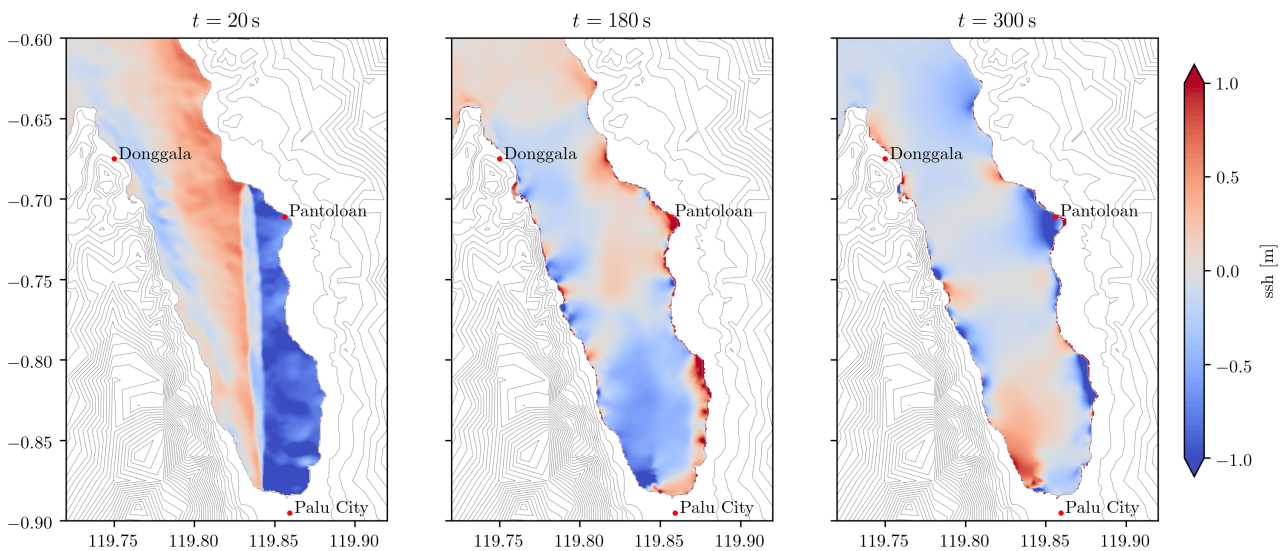 t = 20 s
t = 180 s
t = 300 s
−0.60
−0.65
−0.70
−0.75
−0.80
−0.85
−0.90
Donggala
Pantoloan
Palu City
Donggala
Pantoloan
Palu City
Donggala
Pantoloan
Palu City
119.75 119.80 119.85 119.90
119.75 119.80 119.85 119.90
119.75 119.80 119.85 119.90
1.0
0.5
0.0
−0.5
−1.0
ssh [m]